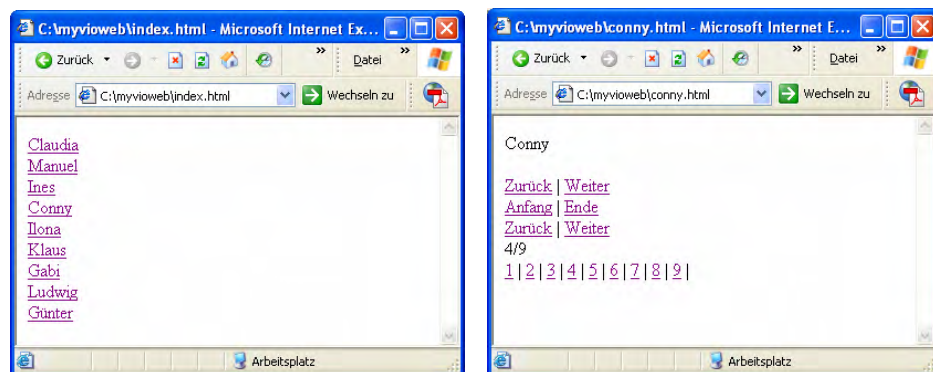 C:\myvioweb\index.html - Microsoft Internet Ex...
Zurück
»
Datei
»
Adresse C:\myvioweb\index.html Wechseln zu
Claudia
Manuel
Ines
Conny
Ilona
Klaus
Gabi
Ludwig
Günter
Arbeitsplatz
C:\myvioweb\conny.html - Microsoft Internet E...
Zurück
»
Datei
»
Adresse C:\myvioweb\conny.html Wechseln zu
Conny
Zurück | Weiter
Anfang | Ende
Zurück | Weiter
4/9
1 | 2 | 3 | 4 | 5 | 6 | 7 | 8 | 9 |
Arbeitsplatz